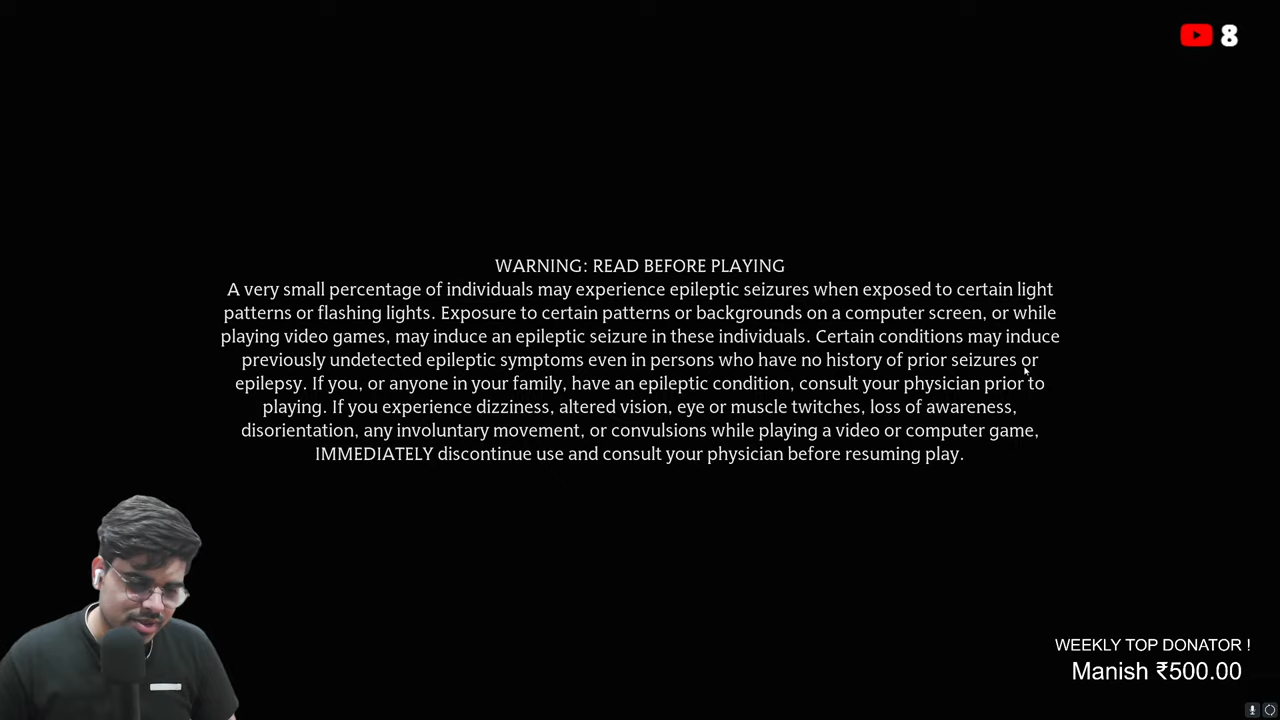 8
WARNING: READ BEFORE PLAYING
A very small percentage of individuals may experience epileptic seizures when exposed to certain light
patterns or flashing lights. Exposure to certain patterns or backgrounds on a computer screen, or while
playing video games, may induce an epileptic seizure in these individuals. Certain conditions may induce
previously undetected epileptic symptoms even in persons who have no history of prior seizures or
epilepsy. If you, or anyone in your family, have an epileptic condition, consult your physician prior to
playing. If you experience dizziness, altered vision, eye or muscle twitches, loss of awareness,
disorientation, any involuntary movement, or convulsions while playing a video or computer game,
IMMEDIATELY discontinue use and consult your physician before resuming play.
WEEKLY TOP DONATOR !
Manish ₹500.00